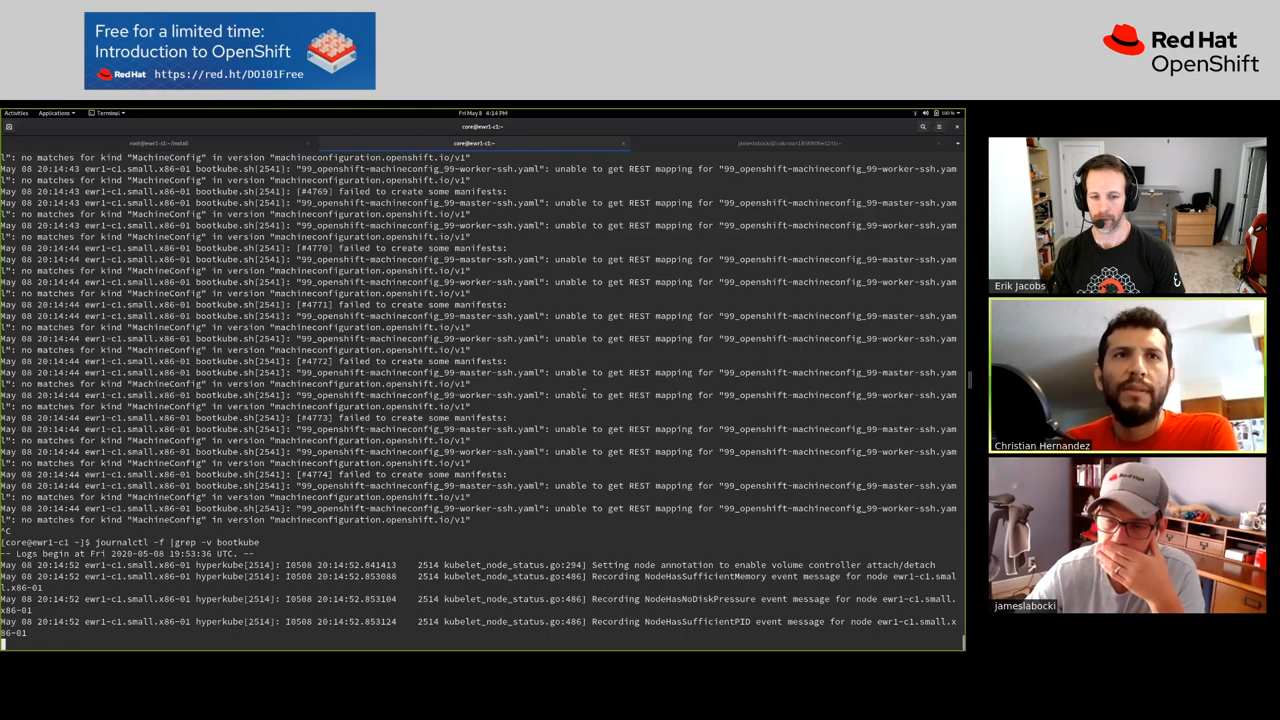 Free for a limited time:
Introduction to OpenShift
Red Hat https://red.ht/DO101Free
Red Hat
OpenShift
Activities Applications Terminal Fri May 8 4:14 PM 100 %
core@ewr1-c1:~
root@ewr1-c1:~/install core@ewr1-c1:~
l": no matches for kind "MachineConfig" in version "machineconfiguration.openshift.io/v1"
May 08 20:14:43 ewr1-c1.small.x86-01 bootkube.sh[2541]: "99_openshift-machineconfig_99-worker-ssh.yaml": unable to get REST mapping for "99_openshift-machineconfig_99-worker-ssh.yam
l": no matches for kind "MachineConfig" in version "machineconfiguration.openshift.io/v1"
May 08 20:14:43 ewr1-c1.small.x86-01 bootkube.sh[2541]: [#4769] failed to create some manifests:
May 08 20:14:43 ewr1-c1.small.x86-01 bootkube.sh[2541]: "99_openshift-machineconfig_99-master-ssh.yaml": unable to get REST mapping for "99_openshift-machineconfig_99-master-ssh.yam
l": no matches for kind "MachineConfig" in version "machineconfiguration.openshift.io/v1"
May 08 20:14:43 ewr1-c1.small.x86-01 bootkube.sh[2541]: "99_openshift-machineconfig_99-worker-ssh.yaml": unable to get REST mapping for "99_openshift-machineconfig_99-worker-ssh.yam
l": no matches for kind "MachineConfig" in version "machineconfiguration.openshift.io/v1"
May 08 20:14:44 ewr1-c1.small.x86-01 bootkube.sh[2541]: [#4770] failed to create some manifests:
May 08 20:14:44 ewr1-c1.small.x86-01 bootkube.sh[2541]: "99_openshift-machineconfig_99-master-ssh.yaml": unable to get REST mapping for "99_openshift-machineconfig_99-master-ssh.yam
l": no matches for kind "MachineConfig" in version "machineconfiguration.openshift.io/v1"
May 08 20:14:44 ewr1-c1.small.x86-01 bootkube.sh[2541]: "99_openshift-machineconfig_99-worker-ssh.yaml": unable to get REST mapping for "99_openshift-machineconfig_99-worker-ssh.yam
l": no matches for kind "MachineConfig" in version "machineconfiguration.openshift.io/v1"
May 08 20:14:44 ewr1-c1.small.x86-01 bootkube.sh[2541]: [#4771] failed to create some manifests:
May 08 20:14:44 ewr1-c1.small.x86-01 bootkube.sh[2541]: "99_openshift-machineconfig_99-master-ssh.yaml": unable to get REST mapping for "99_openshift-machineconfig_99-master-ssh.yam
l": no matches for kind "MachineConfig" in version "machineconfiguration.openshift.io/v1"
May 08 20:14:44 ewr1-c1.small.x86-01 bootkube.sh[2541]: "99_openshift-machineconfig_99-worker-ssh.yaml": unable to get REST mapping for "99_openshift-machineconfig_99-worker-ssh.yam
l": no matches for kind "MachineConfig" in version "machineconfiguration.openshift.io/v1"
May 08 20:14:44 ewr1-c1.small.x86-01 bootkube.sh[2541]: [#4772] failed to create some manifests:
May 08 20:14:44 ewr1-c1.small.x86-01 bootkube.sh[2541]: "99_openshift-machineconfig_99-master-ssh.yaml": unable to get REST mapping for "99_openshift-machineconfig_99-master-ssh.yam
l": no matches for kind "MachineConfig" in version "machineconfiguration.openshift.io/v1"
May 08 20:14:44 ewr1-c1.small.x86-01 bootkube.sh[2541]: "99_openshift-machineconfig_99-worker-ssh.yaml": unable to get REST mapping for "99_openshift-machineconfig_99-worker-ssh.yam
l": no matches for kind "MachineConfig" in version "machineconfiguration.openshift.io/v1"
May 08 20:14:44 ewr1-c1.small.x86-01 bootkube.sh[2541]: [#4773] failed to create some manifests:
May 08 20:14:44 ewr1-c1.small.x86-01 bootkube.sh[2541]: "99_openshift-machineconfig_99-master-ssh.yaml": unable to get REST mapping for "99_openshift-machineconfig_99-master-ssh.yam
l": no matches for kind "MachineConfig" in version "machineconfiguration.openshift.io/v1"
May 08 20:14:44 ewr1-c1.small.x86-01 bootkube.sh[2541]: "99_openshift-machineconfig_99-worker-ssh.yaml": unable to get REST mapping for "99_openshift-machineconfig_99-worker-ssh.yam
l": no matches for kind "MachineConfig" in version "machineconfiguration.openshift.io/v1"
May 08 20:14:44 ewr1-c1.small.x86-01 bootkube.sh[2541]: [#4774] failed to create some manifests:
May 08 20:14:44 ewr1-c1.small.x86-01 bootkube.sh[2541]: "99_openshift-machineconfig_99-master-ssh.yaml": unable to get REST mapping for "99_openshift-machineconfig_99-master-ssh.yam
l": no matches for kind "MachineConfig" in version "machineconfiguration.openshift.io/v1"
May 08 20:14:44 ewr1-c1.small.x86-01 bootkube.sh[2541]: "99_openshift-machineconfig_99-worker-ssh.yaml": unable to get REST mapping for "99_openshift-machineconfig_99-worker-ssh.yam
l": no matches for kind "MachineConfig" in version "machineconfiguration.openshift.io/v1"
^C
[core@ewr1-c1 ~]$ journalctl -f |grep -v bootkube
-- Logs begin at Fri 2020-05-08 19:53:36 UTC. --
May 08 20:14:52 ewr1-c1.small.x86-01 hyperkube[2514]: I0508 20:14:52.841413 2514 kubelet_node_status.go:294] Setting node annotation to enable volume controller attach/detach
May 08 20:14:52 ewr1-c1.small.x86-01 hyperkube[2514]: I0508 20:14:52.853088 2514 kubelet_node_status.go:486] Recording NodeHasSufficientMemory event message for node ewr1-c1.smal
l.x86-01
May 08 20:14:52 ewr1-c1.small.x86-01 hyperkube[2514]: I0508 20:14:52.853104 2514 kubelet_node_status.go:486] Recording NodeHasNoDiskPressure event message for node ewr1-c1.small.
x86-01
May 08 20:14:52 ewr1-c1.small.x86-01 hyperkube[2514]: I0508 20:14:52.853124 2514 kubelet_node_status.go:486] Recording NodeHasSufficientPID event message for node ewr1-c1.small.x
86-01
Erik Jacobs
Christian Hernandez
Red Hat
jameslabocki